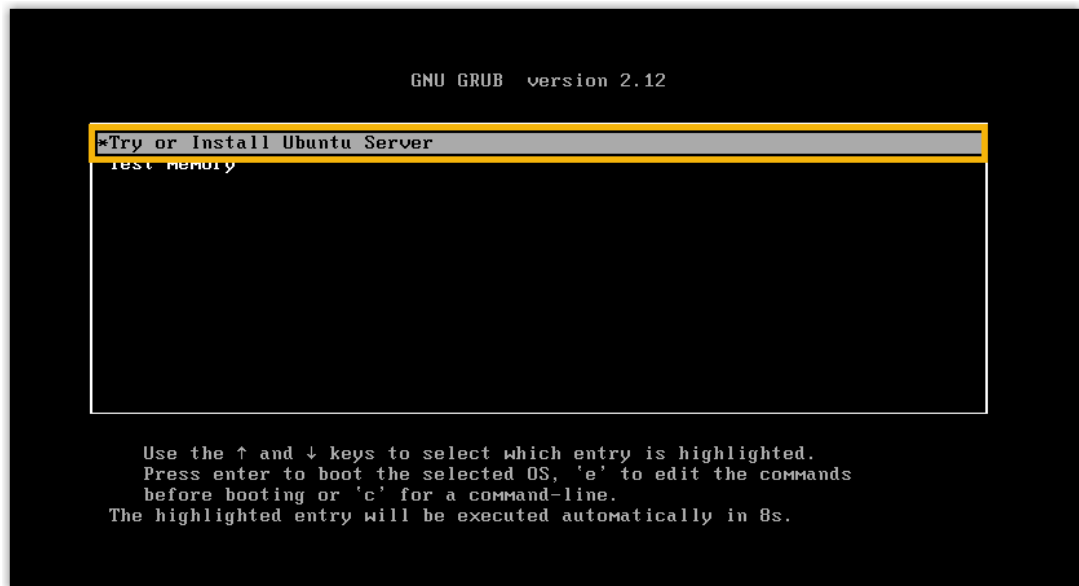 GNU GRUB version 2.12
*Try or Install Ubuntu Server
Test Memory
Use the ↑ and ↓ keys to select which entry is highlighted.
Press enter to boot the selected OS, `e' to edit the commands
before booting or `c' for a command-line.
The highlighted entry will be executed automatically in 8s.